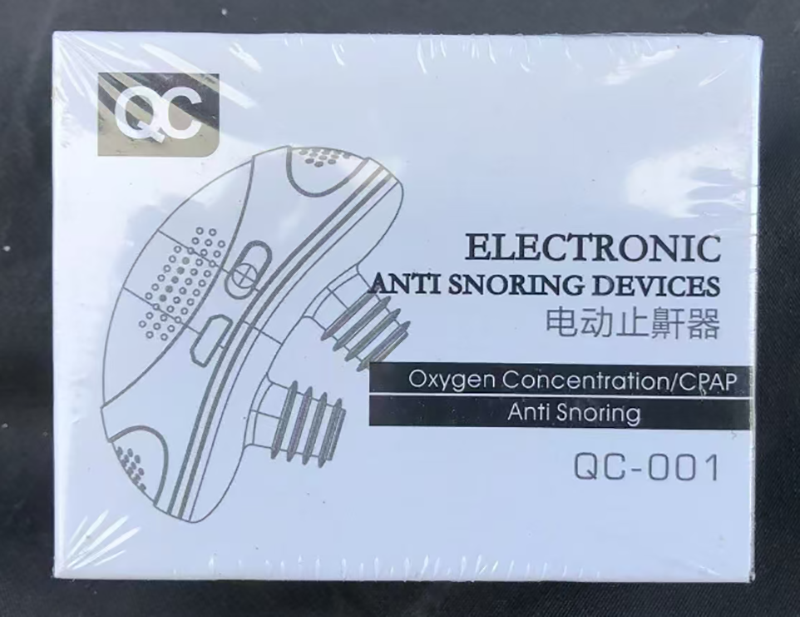 QC
ELECTRONIC
ANTI SNORING DEVICES
电动止鼾器
Oxygen Concentration/CPAP
Anti Snoring
QC-001